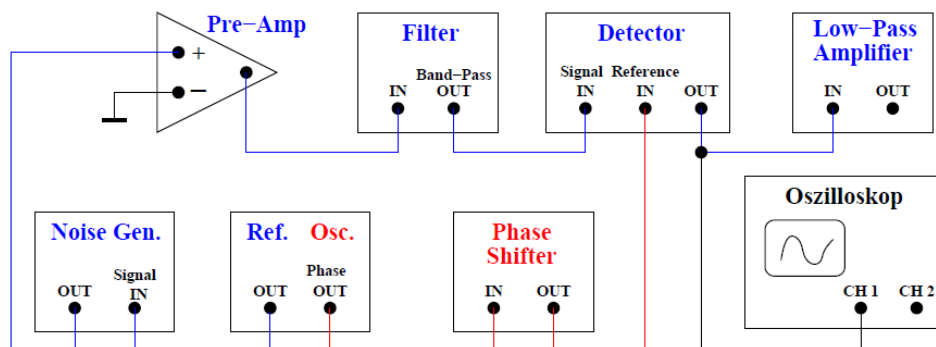 Pre−Amp
+
−
Filter
Band−Pass
IN OUT
Detector
Signal Reference
IN IN OUT
Low−Pass
Amplifier
IN OUT
Noise Gen.
Signal
OUT IN
Ref. Osc.
Phase
OUT OUT
Phase
Shifter
IN OUT
Oszilloskop
CH 1 CH 2